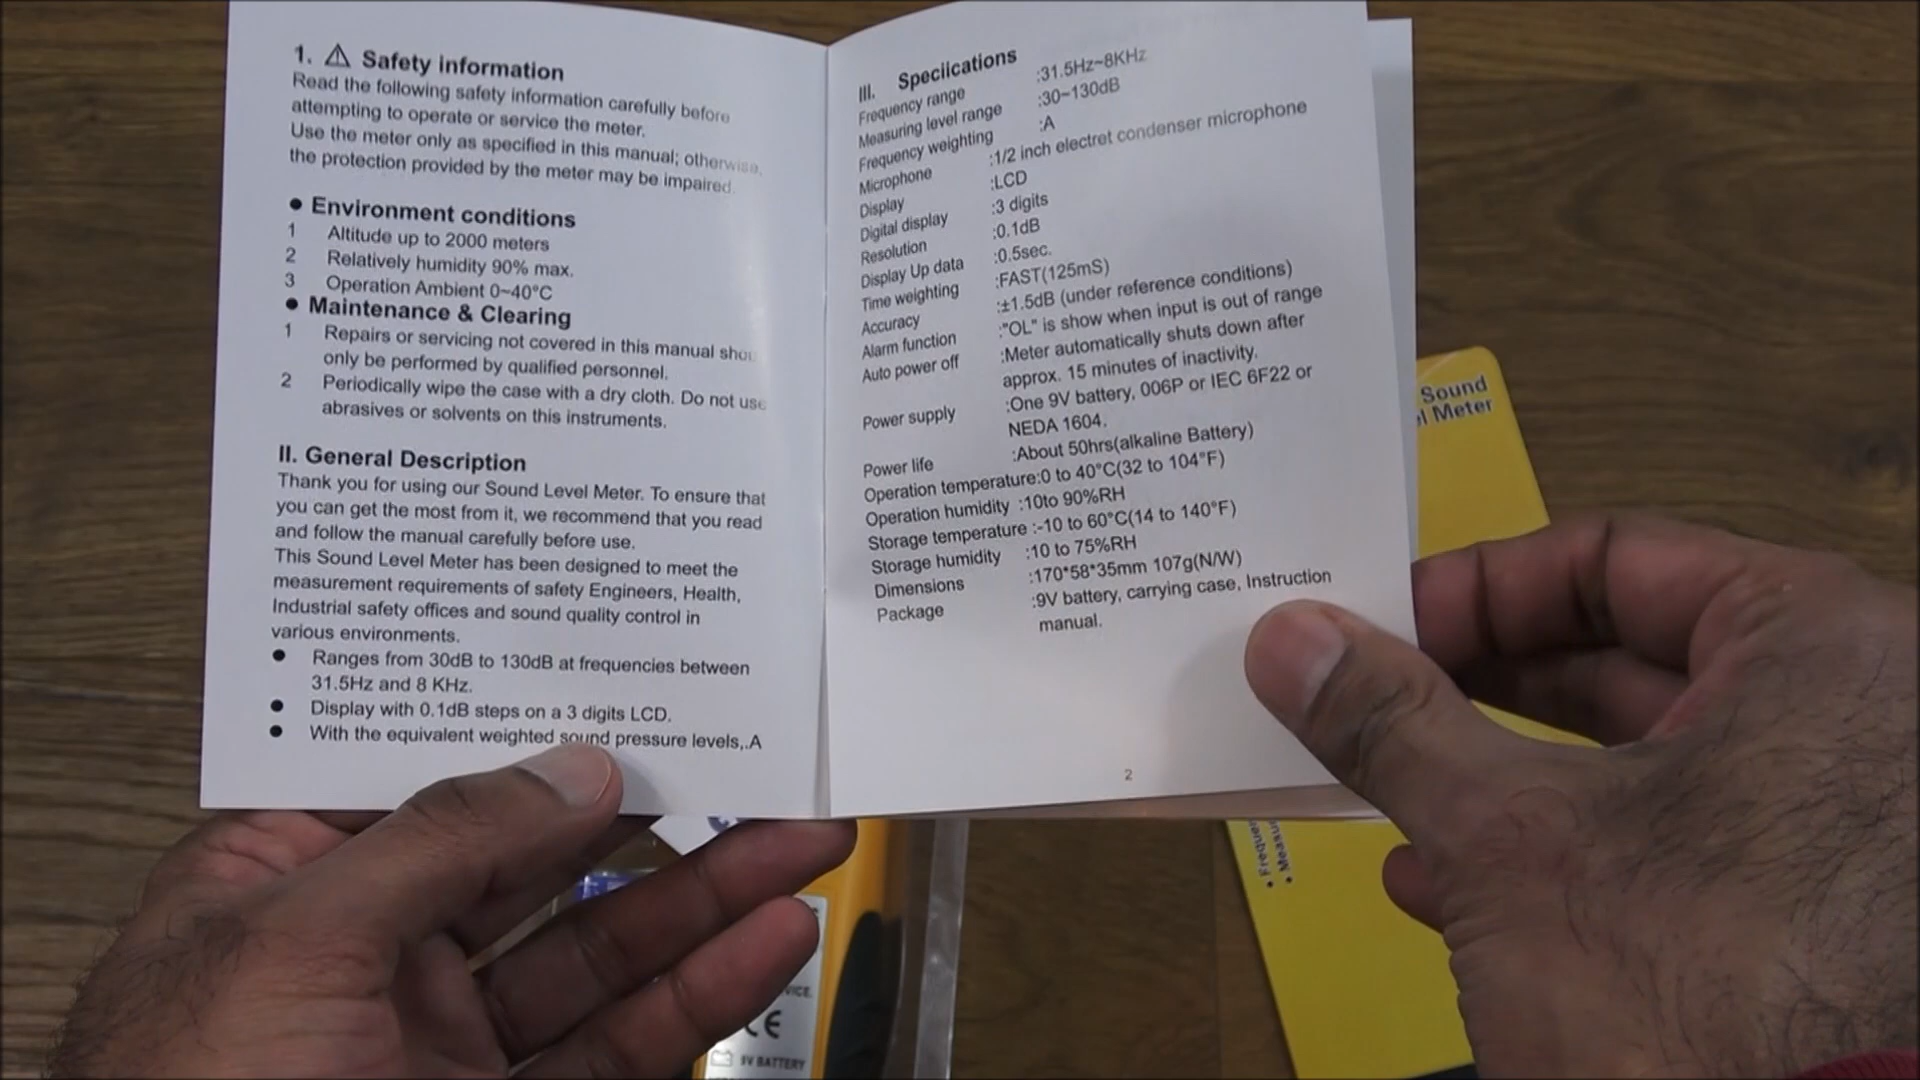 1. ⚠ Safety information
Read the following safety information carefully before
attempting to operate or service the meter.
Use the meter only as specified in this manual; otherwise,
the protection provided by the meter may be impaired.
● Environment conditions
1 Altitude up to 2000 meters
2 Relatively humidity 90% max.
3 Operation Ambient 0~40°C
● Maintenance & Clearing
1 Repairs or servicing not covered in this manual shou
only be performed by qualified personnel.
2 Periodically wipe the case with a dry cloth. Do not use
abrasives or solvents on this instruments.
II. General Description
Thank you for using our Sound Level Meter. To ensure that
you can get the most from it, we recommend that you read
and follow the manual carefully before use.
This Sound Level Meter has been designed to meet the
measurement requirements of safety Engineers, Health,
Industrial safety offices and sound quality control in
various environments.
● Ranges from 30dB to 130dB at frequencies between
31.5Hz and 8 KHz.
● Display with 0.1dB steps on a 3 digits LCD.
● With the equivalent weighted sound pressure levels,.A
III. Speciications
Frequency range :31.5Hz~8KHz
Measuring level range :30~130dB
Frequency weighting :A
Microphone :1/2 inch electret condenser microphone
Display :LCD
Digital display :3 digits
Resolution :0.1dB
Display Up data :0.5sec.
Time weighting :FAST(125mS)
Accuracy :±1.5dB (under reference conditions)
Alarm function :"OL" is show when input is out of range
Auto power off :Meter automatically shuts down after
approx. 15 minutes of inactivity.
Power supply :One 9V battery, 006P or IEC 6F22 or
NEDA 1604.
Power life :About 50hrs(alkaline Battery)
Operation temperature:0 to 40°C(32 to 104°F)
Operation humidity :10to 90%RH
Storage temperature :-10 to 60°C(14 to 140°F)
Storage humidity :10 to 75%RH
Dimensions :170*58*35mm 107g(N/W)
Package :9V battery, carrying case, Instruction
manual.
2
Sound
l Meter
• Measu
• Freque
VICE.
CE
9V BATTERY